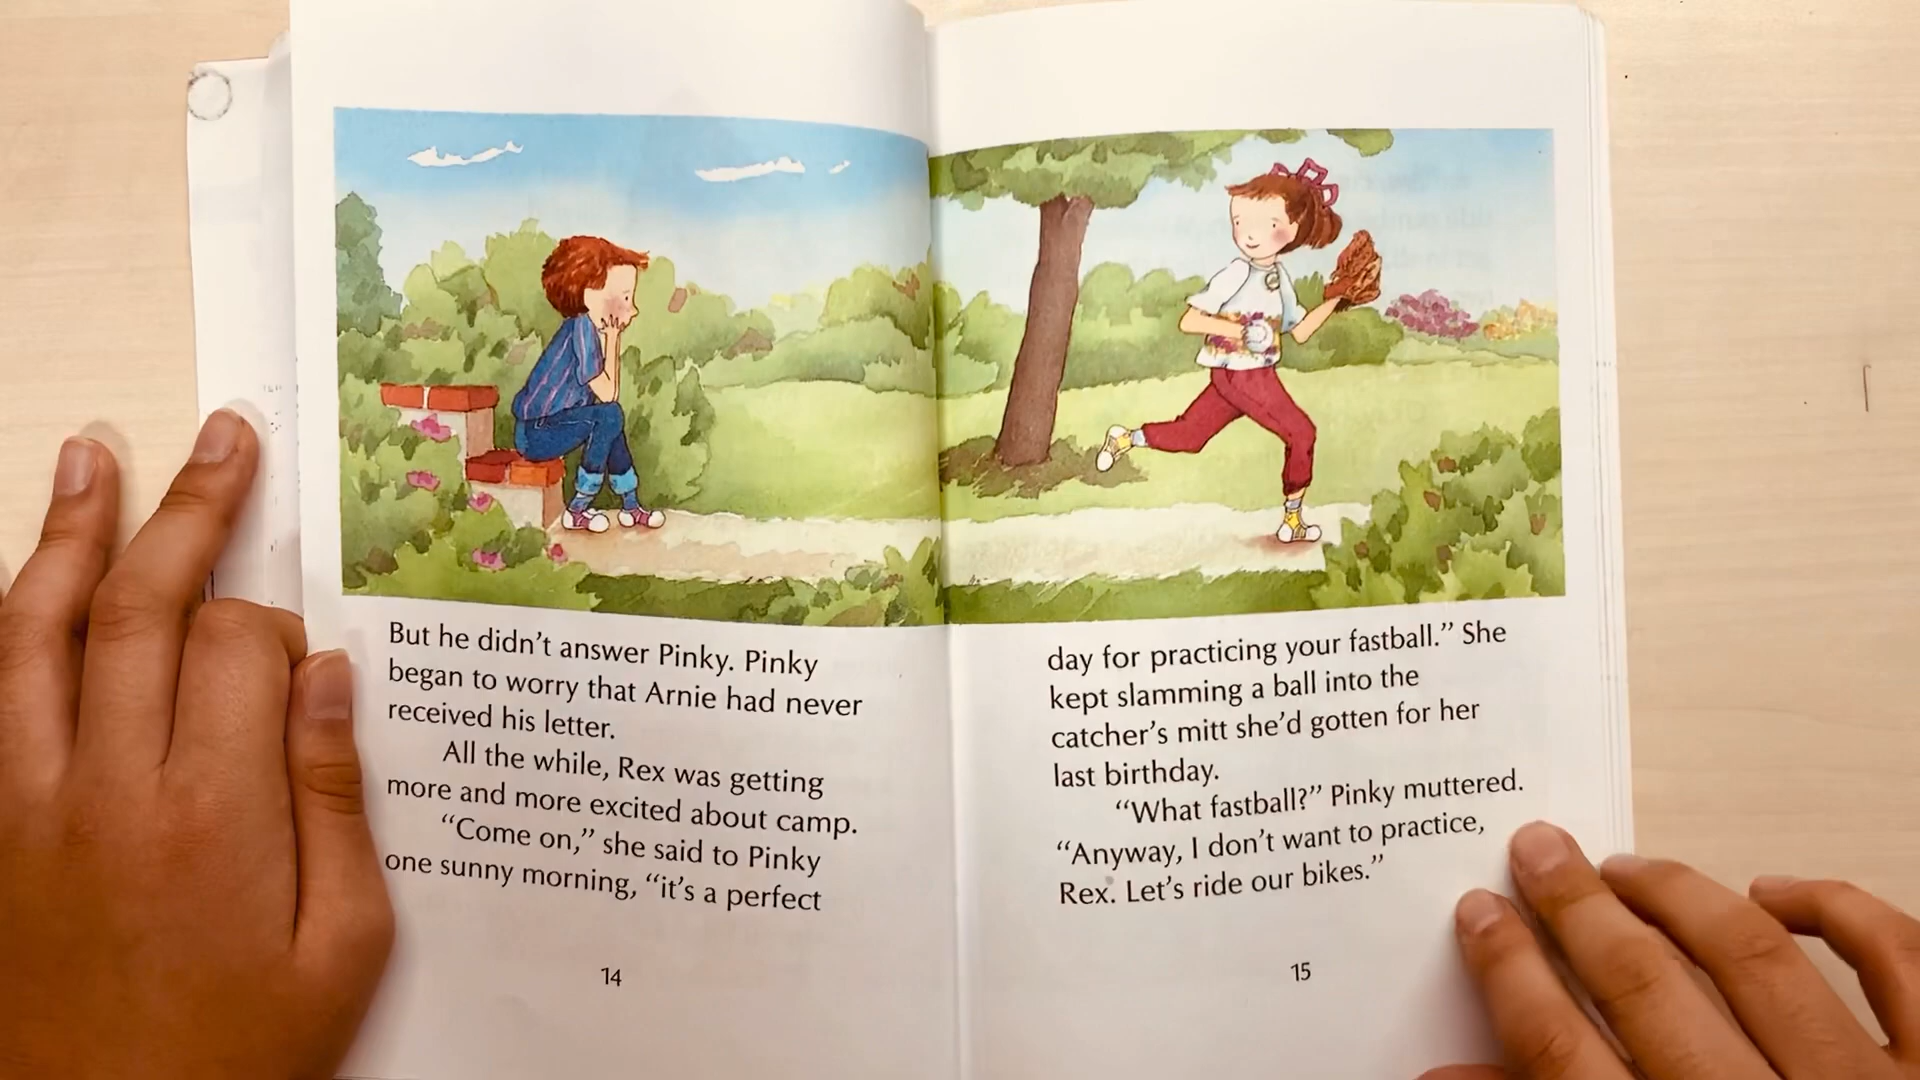 But he didn't answer Pinky. Pinky
began to worry that Arnie had never
received his letter.
All the while, Rex was getting
more and more excited about camp.
“Come on,” she said to Pinky
one sunny morning, “it's a perfect
14
day for practicing your fastball.” She
kept slamming a ball into the
catcher's mitt she'd gotten for her
last birthday.
“What fastball?” Pinky muttered.
“Anyway, I don't want to practice,
Rex. Let's ride our bikes.”
15